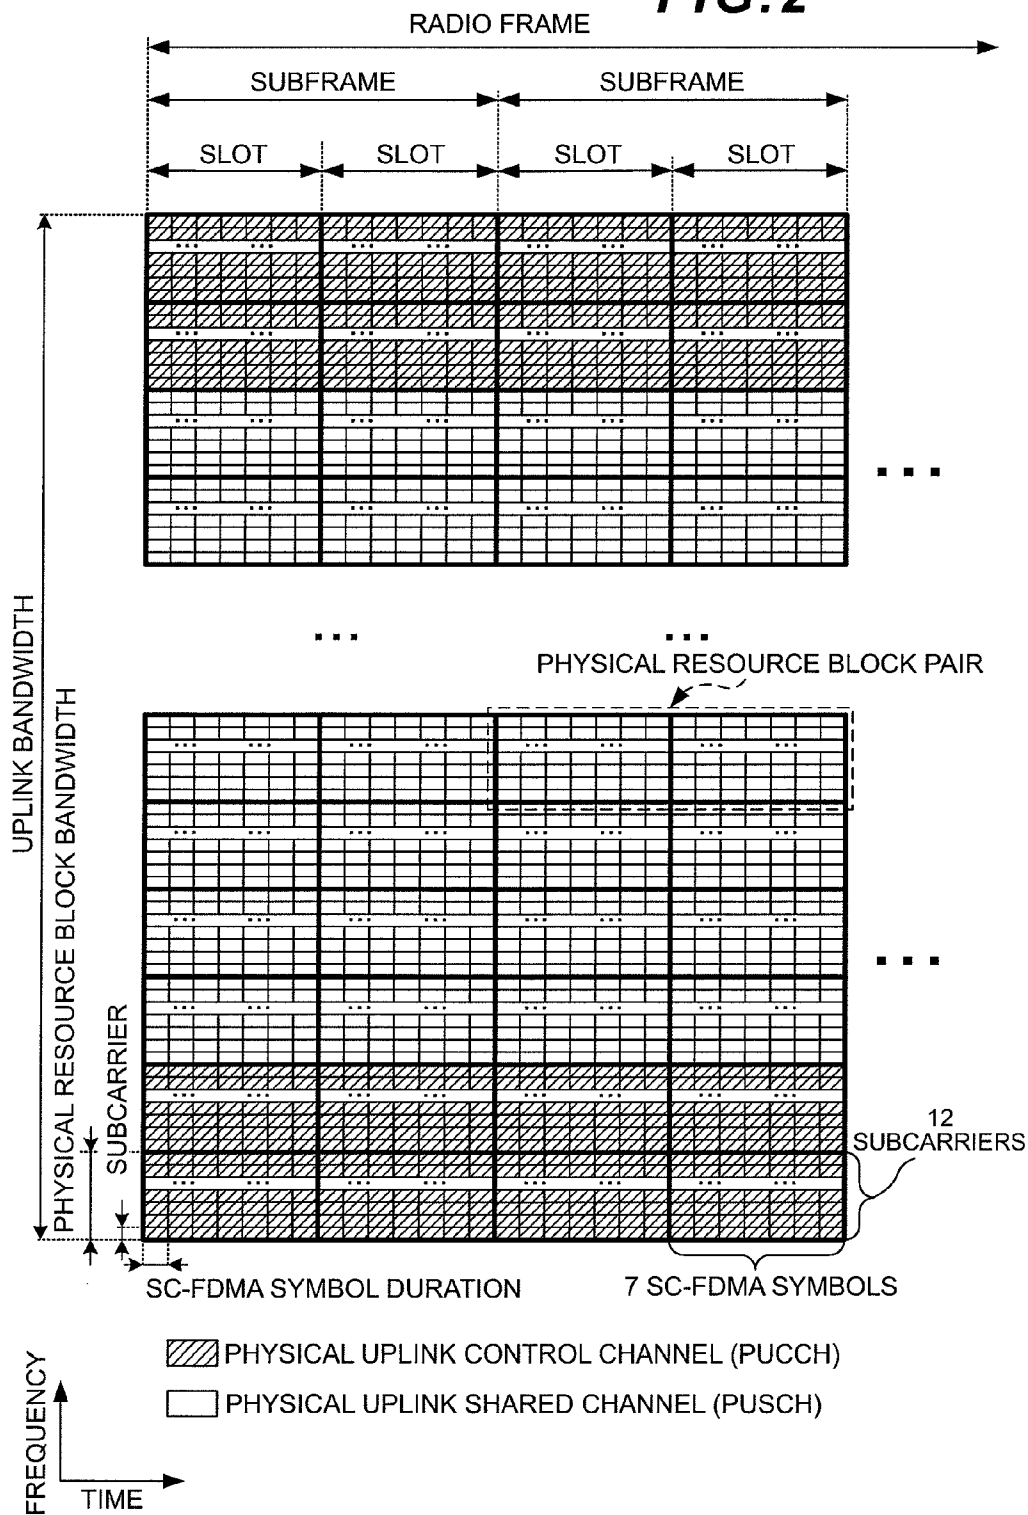 FIG. 2
RADIO FRAME
SUBFRAME SUBFRAME
SLOT SLOT SLOT SLOT
UPLINK BANDWIDTH
PHYSICAL RESOURCE BLOCK BANDWIDTH
SUBCARRIER
PHYSICAL RESOURCE BLOCK PAIR
12
SUBCARRIERS
SC-FDMA SYMBOL DURATION
7 SC-FDMA SYMBOLS
PHYSICAL UPLINK CONTROL CHANNEL (PUCCH)
PHYSICAL UPLINK SHARED CHANNEL (PUSCH)
FREQUENCY
TIME